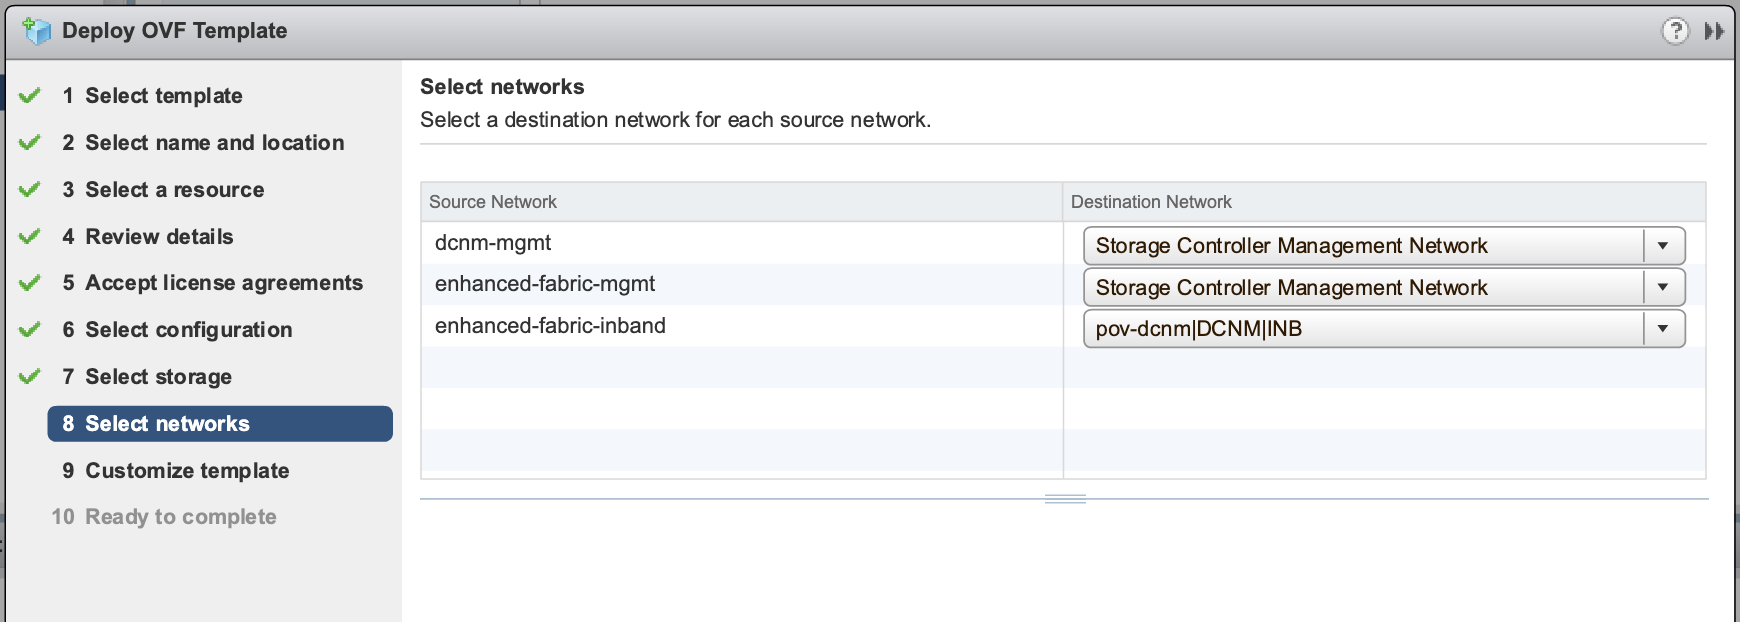 Deploy OVF Template
?
1 Select template
2 Select name and location
3 Select a resource
4 Review details
5 Accept license agreements
6 Select configuration
7 Select storage
8 Select networks
9 Customize template
10 Ready to complete
Select networks
Select a destination network for each source network.
Source Network Destination Network
dcnm-mgmt Storage Controller Management Network
enhanced-fabric-mgmt Storage Controller Management Network
enhanced-fabric-inband pov-dcnm|DCNM|INB